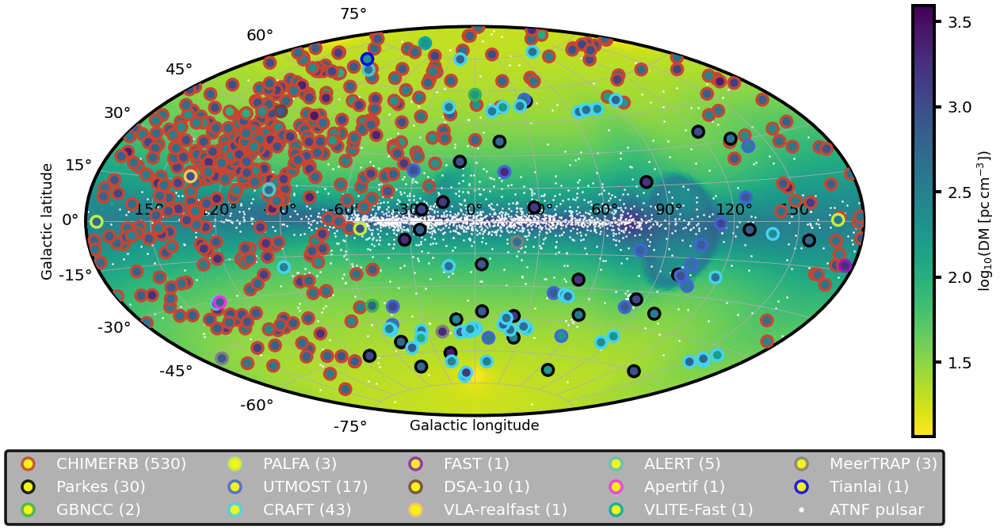 75°
60°
45°
30°
15°
0°
-15°
-30°
-45°
-60°
-75°
Galactic latitude
-150° -120° -90° -60° -30° 0° 30° 60° 90° 120° 150°
Galactic longitude
3.5
3.0
2.5
2.0
1.5
log₁₀(DM [pc cm⁻³])
CHIMEFRB (530) PALFA (3) FAST (1) ALERT (5) MeerTRAP (3)
Parkes (30) UTMOST (17) DSA-10 (1) Apertif (1) Tianlai (1)
GBNCC (2) CRAFT (43) VLA-realfast (1) VLITE-Fast (1) ATNF pulsar